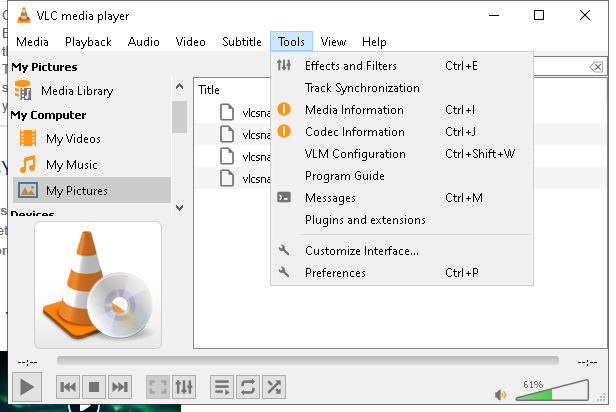 VLC media player
Media Playback Audio Video Subtitle Tools View Help
My Pictures
Media Library
My Computer
My Videos
My Music
My Pictures
Devices
Title
vlcsna
vlcsna
vlcsna
vlcsna
Effects and Filters Ctrl+E
Track Synchronization
Media Information Ctrl+I
Codec Information Ctrl+J
VLM Configuration Ctrl+Shift+W
Program Guide
Messages Ctrl+M
Plugins and extensions
Customize Interface...
Preferences Ctrl+P
--:-- --:--
61%